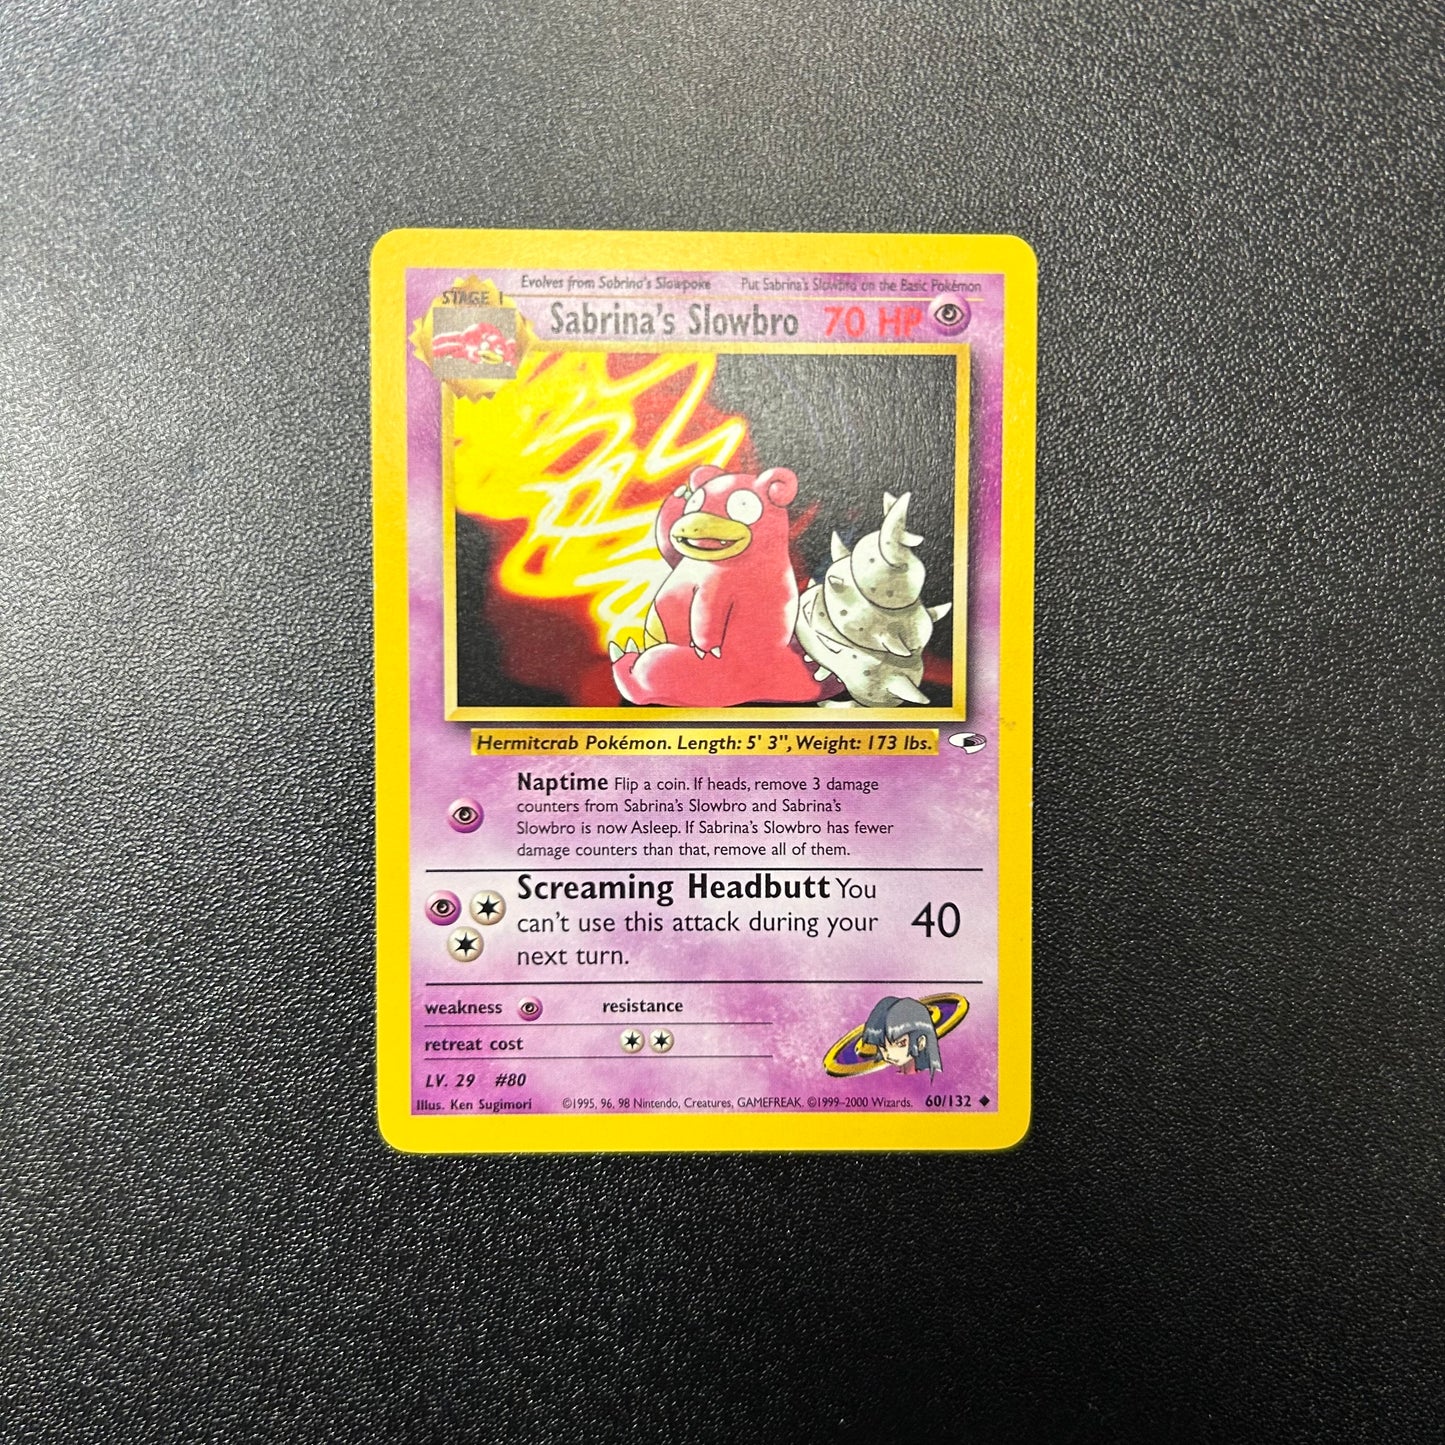 Evolves from Sabrina's Slowpoke Put Sabrina's Slowbro on the Basic Pokémon
STAGE 1
Sabrina's Slowbro 70 HP
Hermitcrab Pokémon. Length: 5' 3", Weight: 173 lbs.
Naptime Flip a coin. If heads, remove 3 damage
counters from Sabrina's Slowbro and Sabrina's
Slowbro is now Asleep. If Sabrina's Slowbro has fewer
damage counters than that, remove all of them.
Screaming Headbutt You
can't use this attack during your
next turn.
40
weakness resistance
retreat cost
LV. 29 #80
Illus. Ken Sugimori ©1995, 96, 98 Nintendo, Creatures, GAMEFREAK. ©1999–2000 Wizards. 60/132